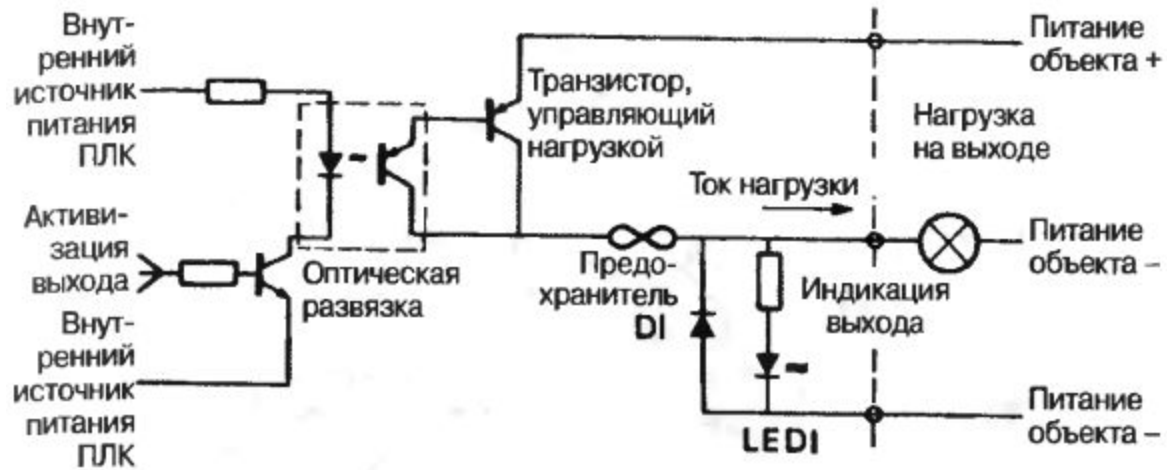 Внут-
ренний
источник
питания
ПЛК
Активи-
зация
выхода
Внут-
ренний
источник
питания
ПЛК
Оптическая
развязка
Транзистор,
управляющий
нагрузкой
Ток нагрузки
Предо-
хранитель
DI
Индикация
выхода
LEDI
Питание
объекта +
Нагрузка
на выходе
Питание
объекта –
Питание
объекта –